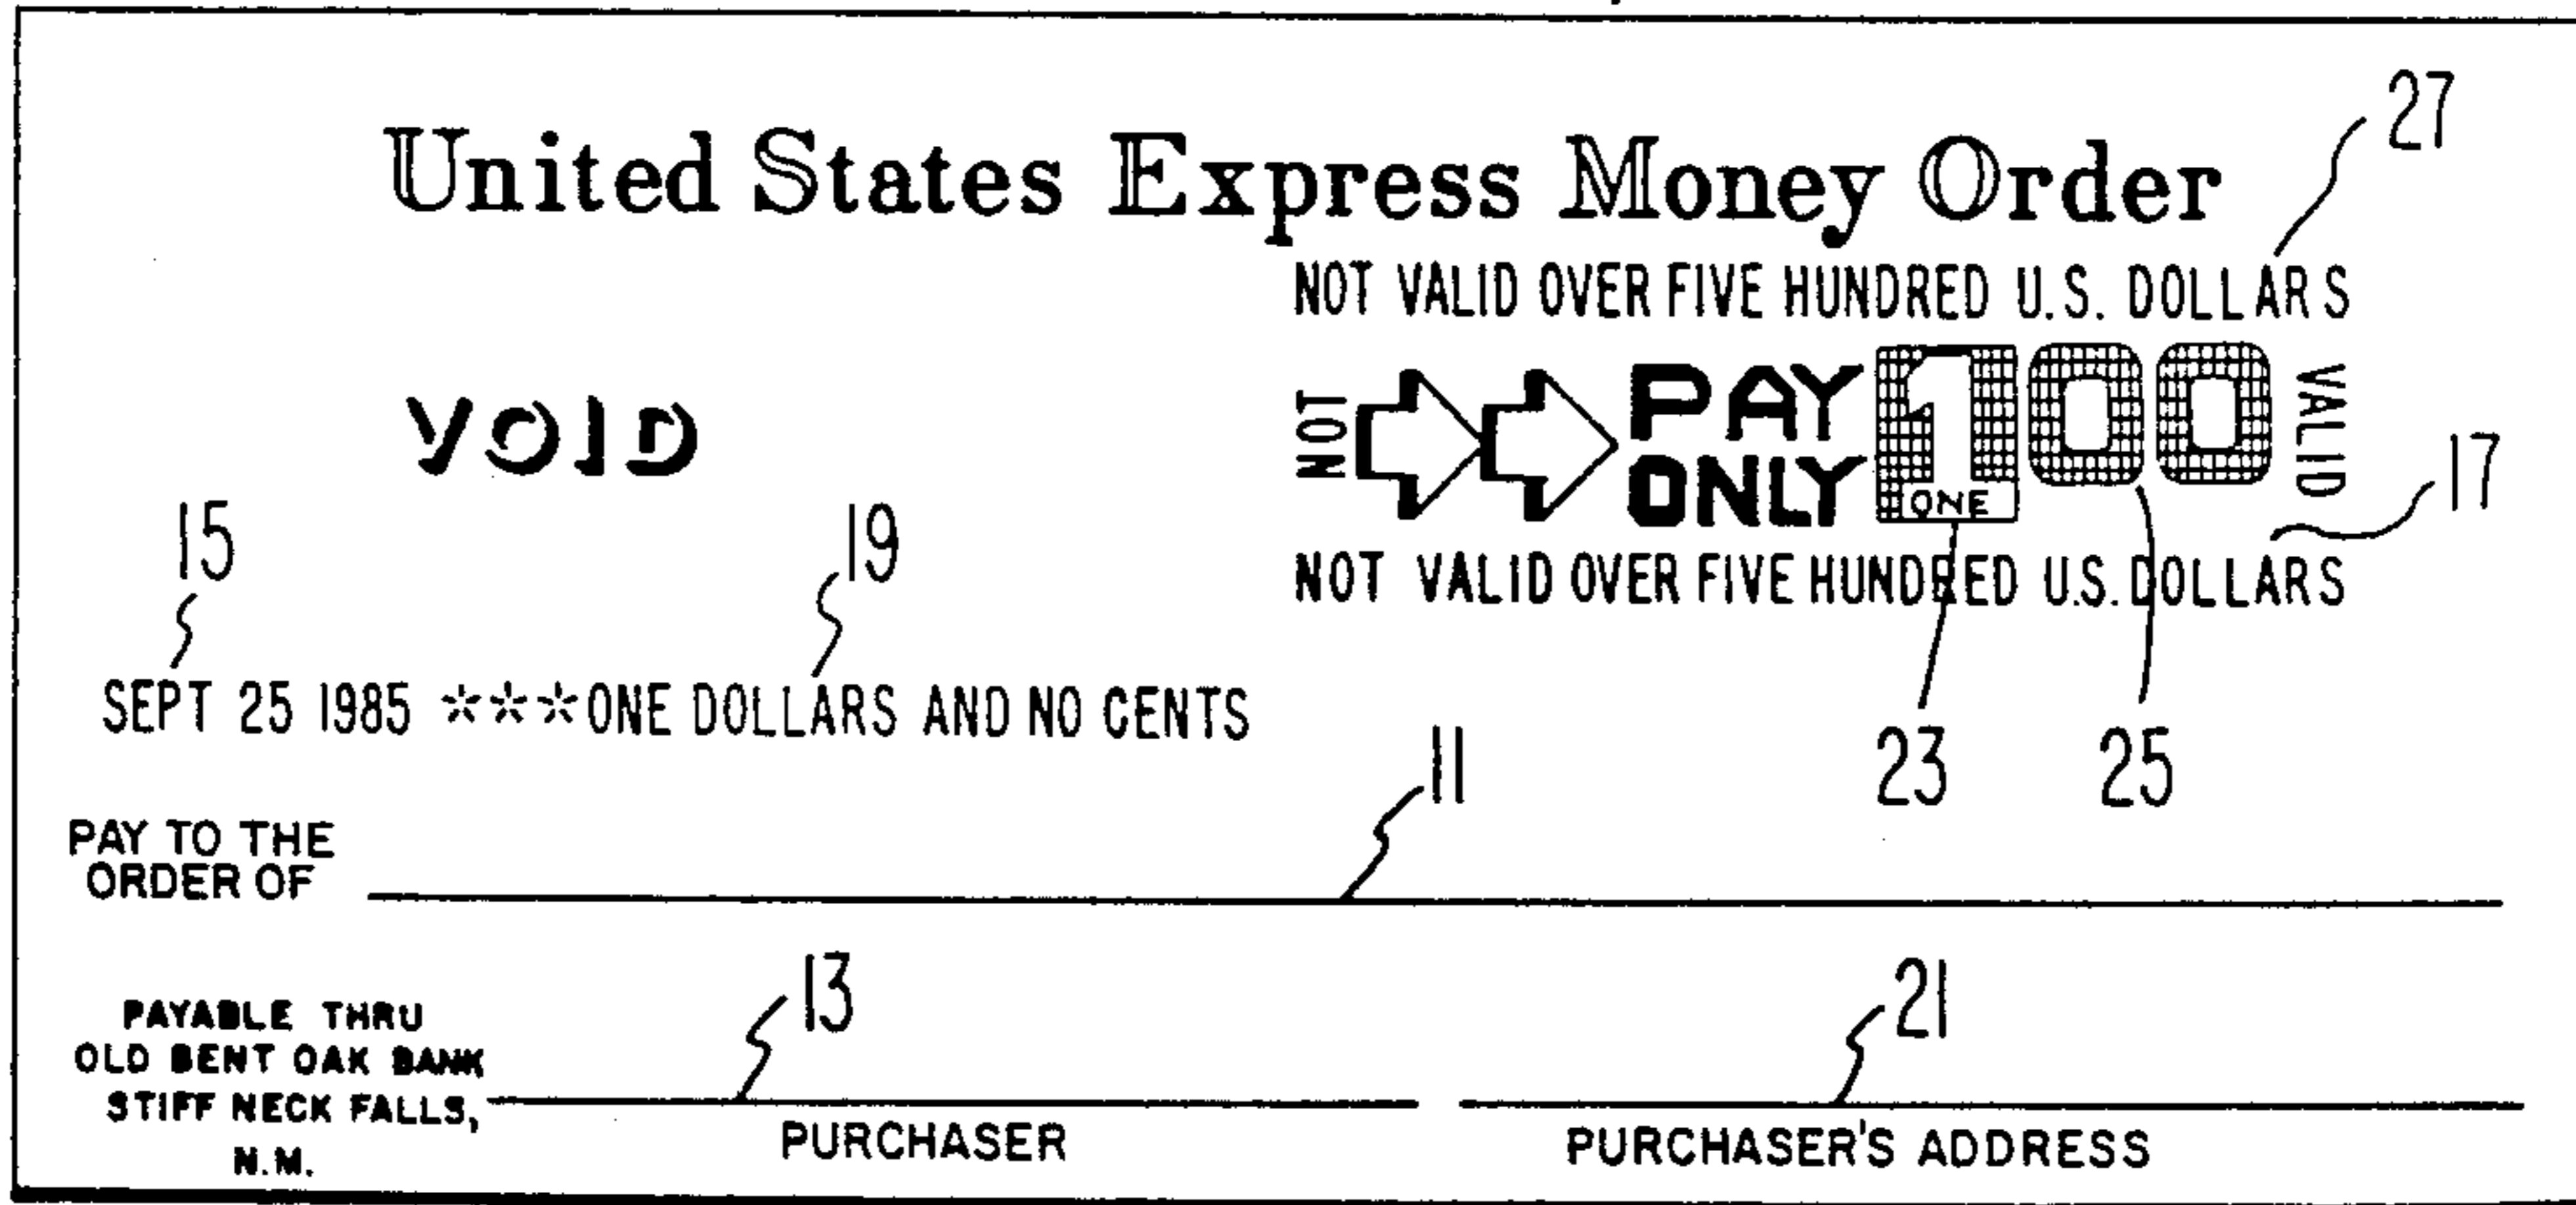 United States Express Money Order
27
NOT VALID OVER FIVE HUNDRED U.S. DOLLARS
VOID
NOT PAY ONLY 1 ONE 00 VALID
17
NOT VALID OVER FIVE HUNDRED U.S. DOLLARS
15 19
SEPT 25 1985 ***ONE DOLLARS AND NO CENTS
23 25
11
PAY TO THE
ORDER OF
13 21
PAYABLE THRU
OLD BENT OAK BANK
STIFF NECK FALLS,
N.M.
PURCHASER
PURCHASER'S ADDRESS